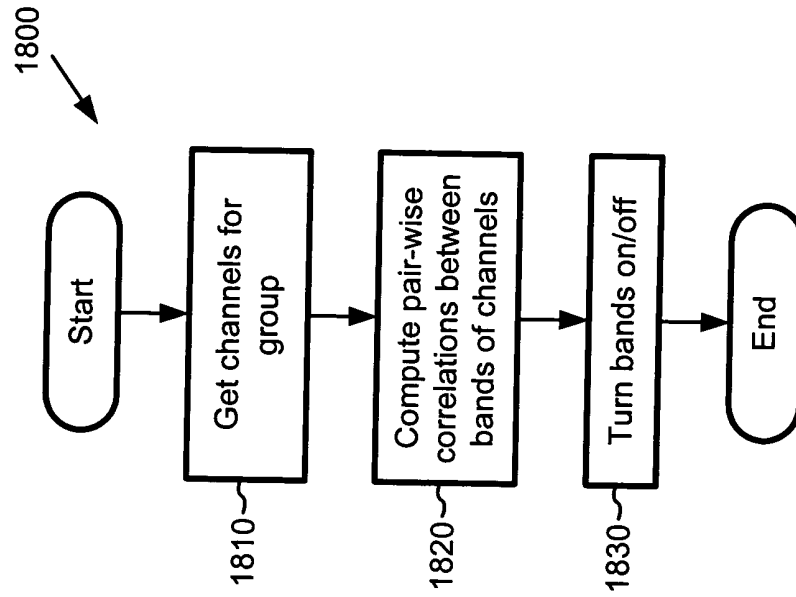 1800
Start
1810
Get channels for
group
1820
Compute pair-wise
correlations between
bands of channels
1830
Turn bands on/off
End